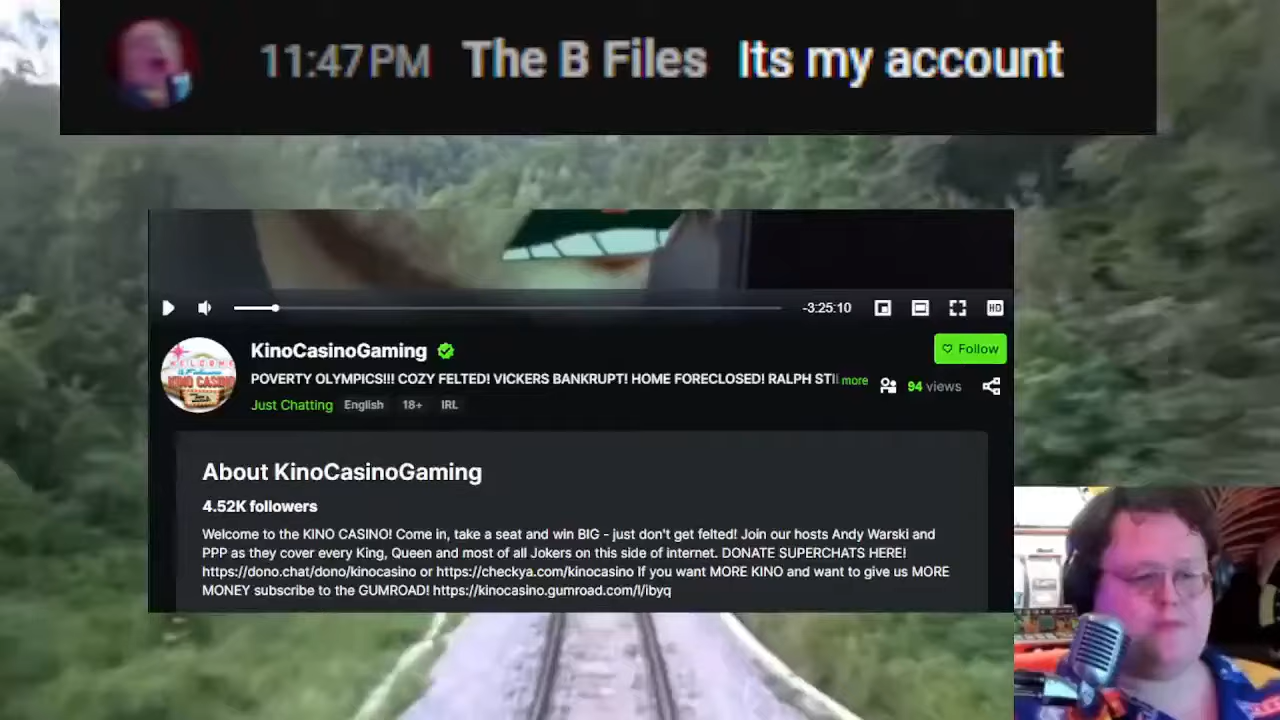 11:47 PM The B Files Its my account
-3:25:10 HD
KinoCasinoGaming
Follow
POVERTY OLYMPICS!!! COZY FELTED! VICKERS BANKRUPT! HOME FORECLOSED! RALPH STI more
94 views
Just Chatting English 18+ IRL
WELCOME
KINO CASINO
About KinoCasinoGaming
4.52K followers
Welcome to the KINO CASINO! Come in, take a seat and win BIG - just don't get felted! Join our hosts Andy Warski and
PPP as they cover every King, Queen and most of all Jokers on this side of internet. DONATE SUPERCHATS HERE!
https://dono.chat/dono/kinocasino or https://checkya.com/kinocasino If you want MORE KINO and want to give us MORE
MONEY subscribe to the GUMROAD! https://kinocasino.gumroad.com/l/ibyq